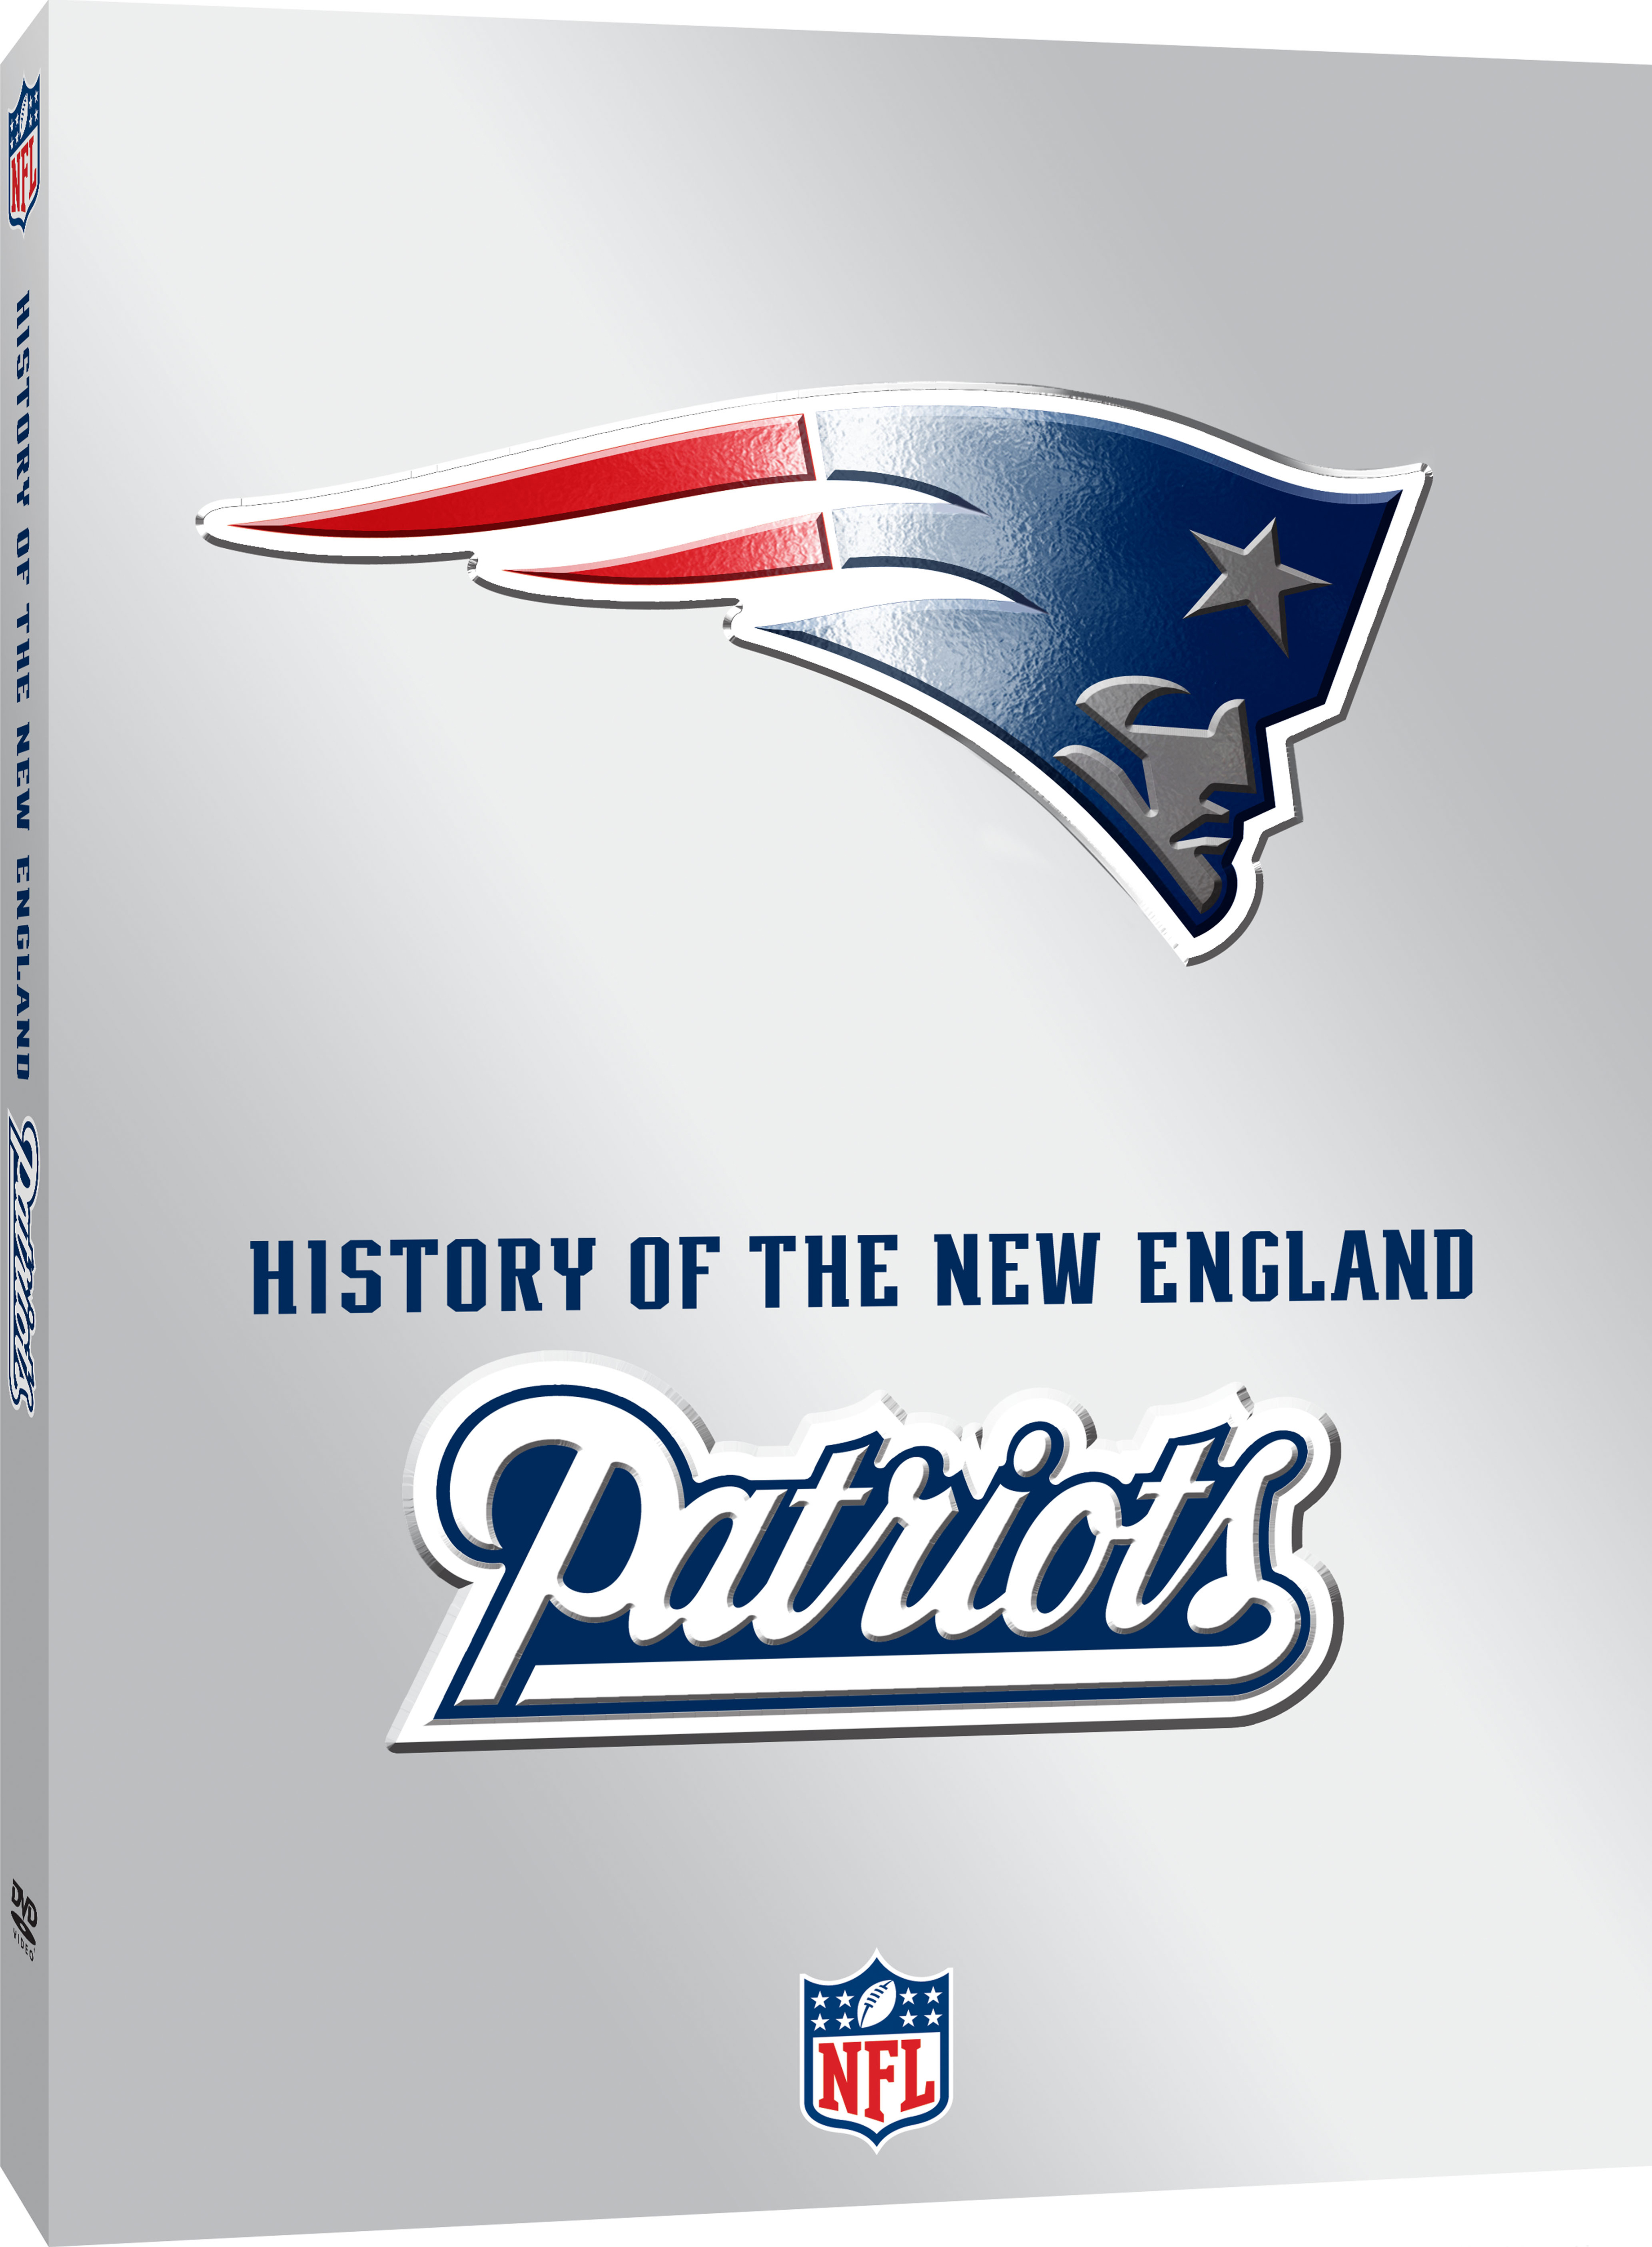 NFL
HISTORY OF THE NEW ENGLAND
Patriots
DVD
VIDEO
HISTORY OF THE NEW ENGLAND
Patriots
NFL